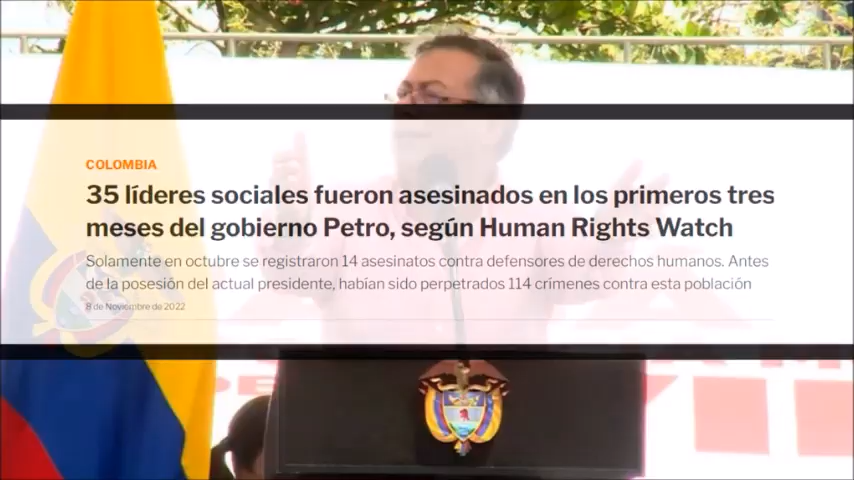 COLOMBIA
35 líderes sociales fueron asesinados en los primeros tres
meses del gobierno Petro, según Human Rights Watch
Solamente en octubre se registraron 14 asesinatos contra defensores de derechos humanos. Antes
de la posesión del actual presidente, habían sido perpetrados 114 crímenes contra esta población
8 de Noviembre de 2022